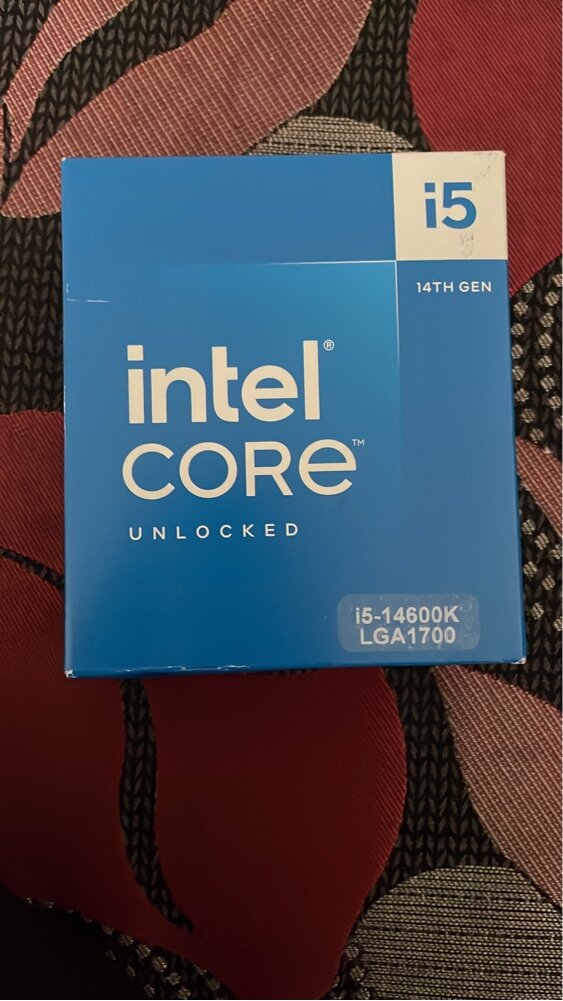 i5
14TH GEN
intel®
CORE™
UNLOCKED
i5-14600K
LGA1700